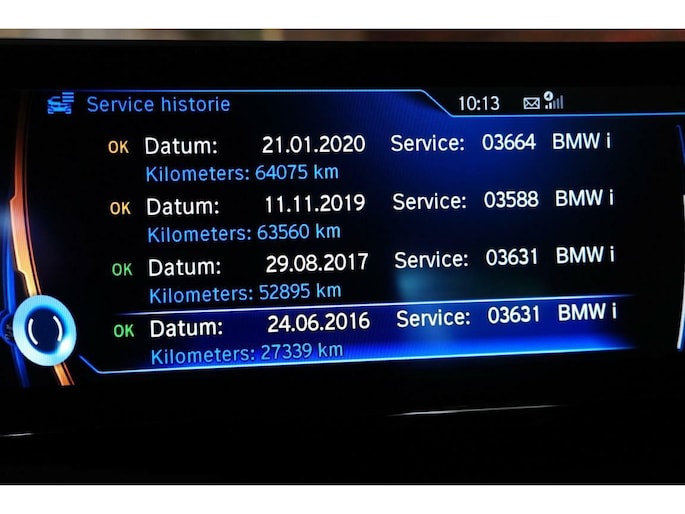 Service historie 10:13
OK Datum: 21.01.2020 Service: 03664 BMW i
Kilometers: 64075 km
OK Datum: 11.11.2019 Service: 03588 BMW i
Kilometers: 63560 km
OK Datum: 29.08.2017 Service: 03631 BMW i
Kilometers: 52895 km
OK Datum: 24.06.2016 Service: 03631 BMW i
Kilometers: 27339 km